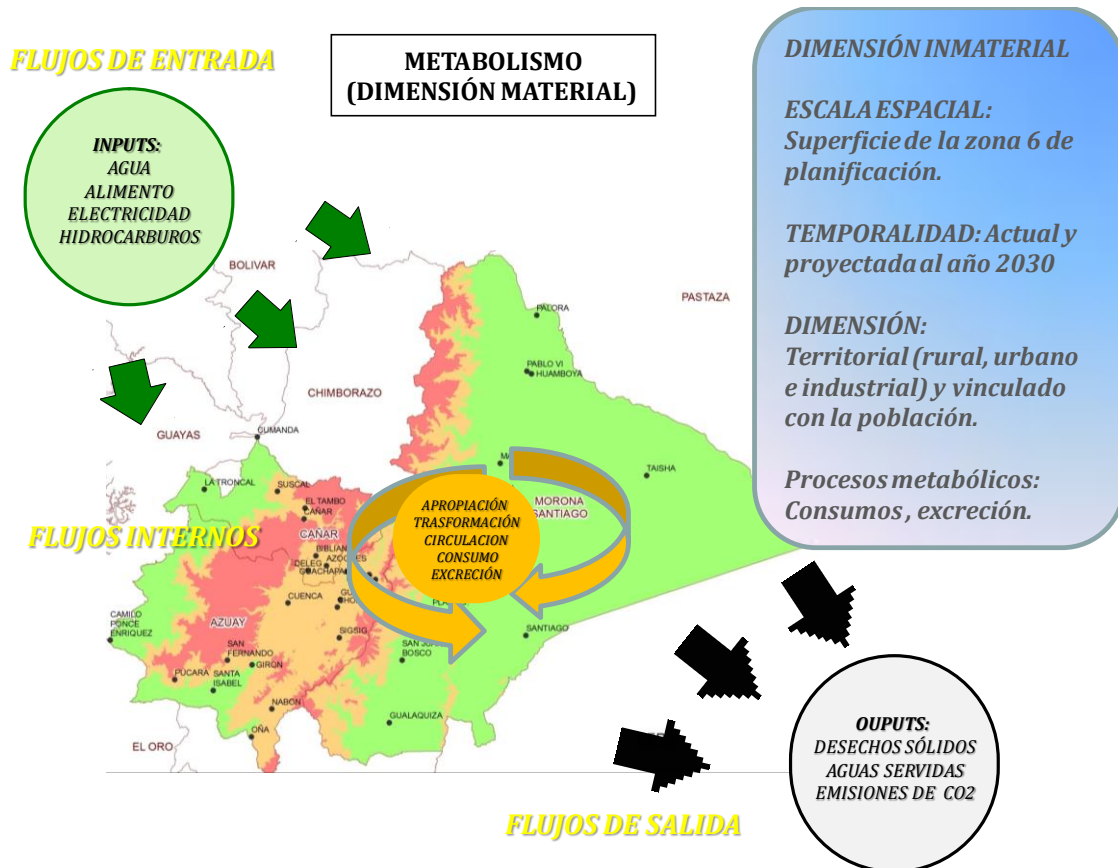 FLUJOS DE ENTRADA
METABOLISMO
(DIMENSIÓN MATERIAL)
INPUTS:
AGUA
ALIMENTO
ELECTRICIDAD
HIDROCARBUROS
DIMENSIÓN INMATERIAL
ESCALA ESPACIAL:
Superficie de la zona 6 de
planificación.
TEMPORALIDAD: Actual y
proyectada al año 2030
DIMENSIÓN:
Territorial (rural, urbano
e industrial) y vinculado
con la población.
Procesos metabólicos:
Consumos , excreción.
BOLIVAR
PASTAZA
PALORA
PABLO VI
HUAMBOYA
CHIMBORAZO
GUAYAS
CUMANDA
TAISHA
LA TRONCAL
SUSCAL
EL TAMBO
CAÑAR
CAÑAR
MORONA
SANTIAGO
FLUJOS INTERNOS
APROPIACIÓN
TRASFORMACIÓN
CIRCULACION
CONSUMO
EXCRECIÓN
BIBLIAN
DELEG
CUENCA
AZUAY
CAMILO
PONCE
ENRIQUEZ
SIGSIG
SANTIAGO
BOSCO
SAN
FERNANDO
GIRON
PUCARA
SANTA
ISABEL
NABON
GUALAQUIZA
OÑA
EL ORO
OUPUTS:
DESECHOS SÓLIDOS
AGUAS SERVIDAS
EMISIONES DE CO2
FLUJOS DE SALIDA